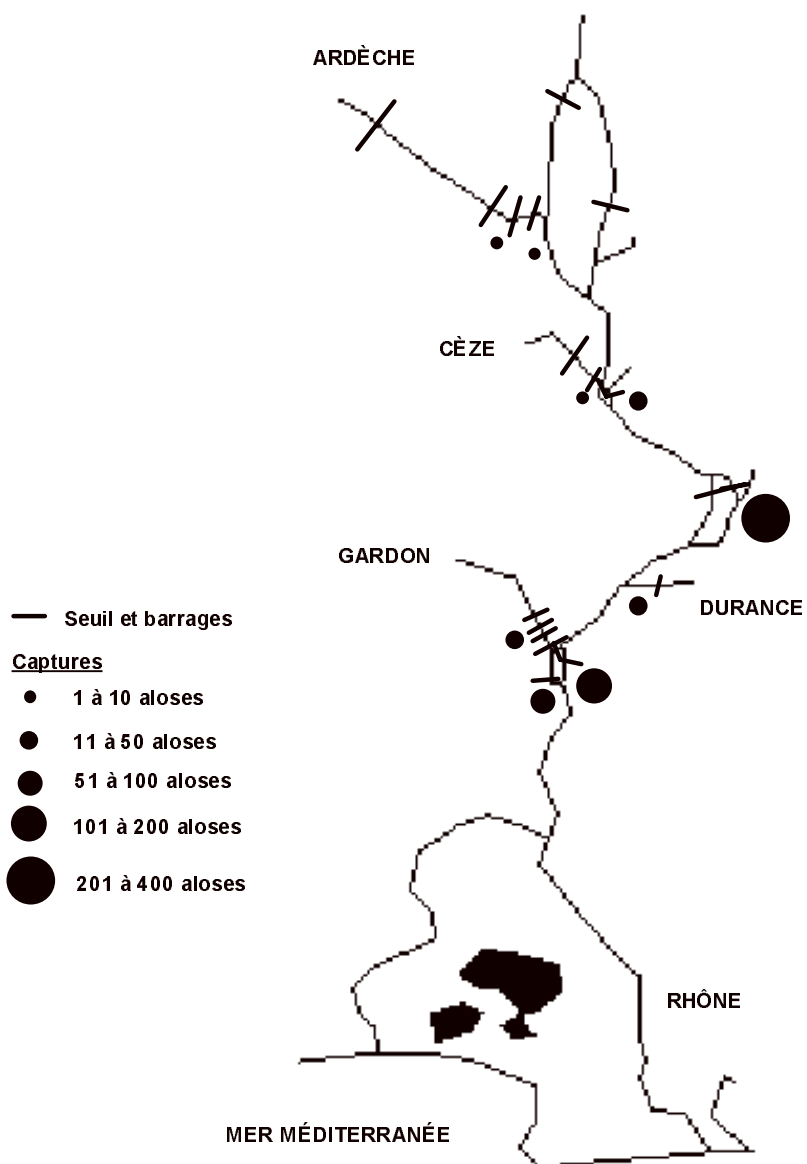 ARDÈCHE
CÈZE
GARDON
DURANCE
Seuil et barrages
Captures
1 à 10 aloses
11 à 50 aloses
51 à 100 aloses
101 à 200 aloses
201 à 400 aloses
RHÔNE
MER MÉDITERRANÉE